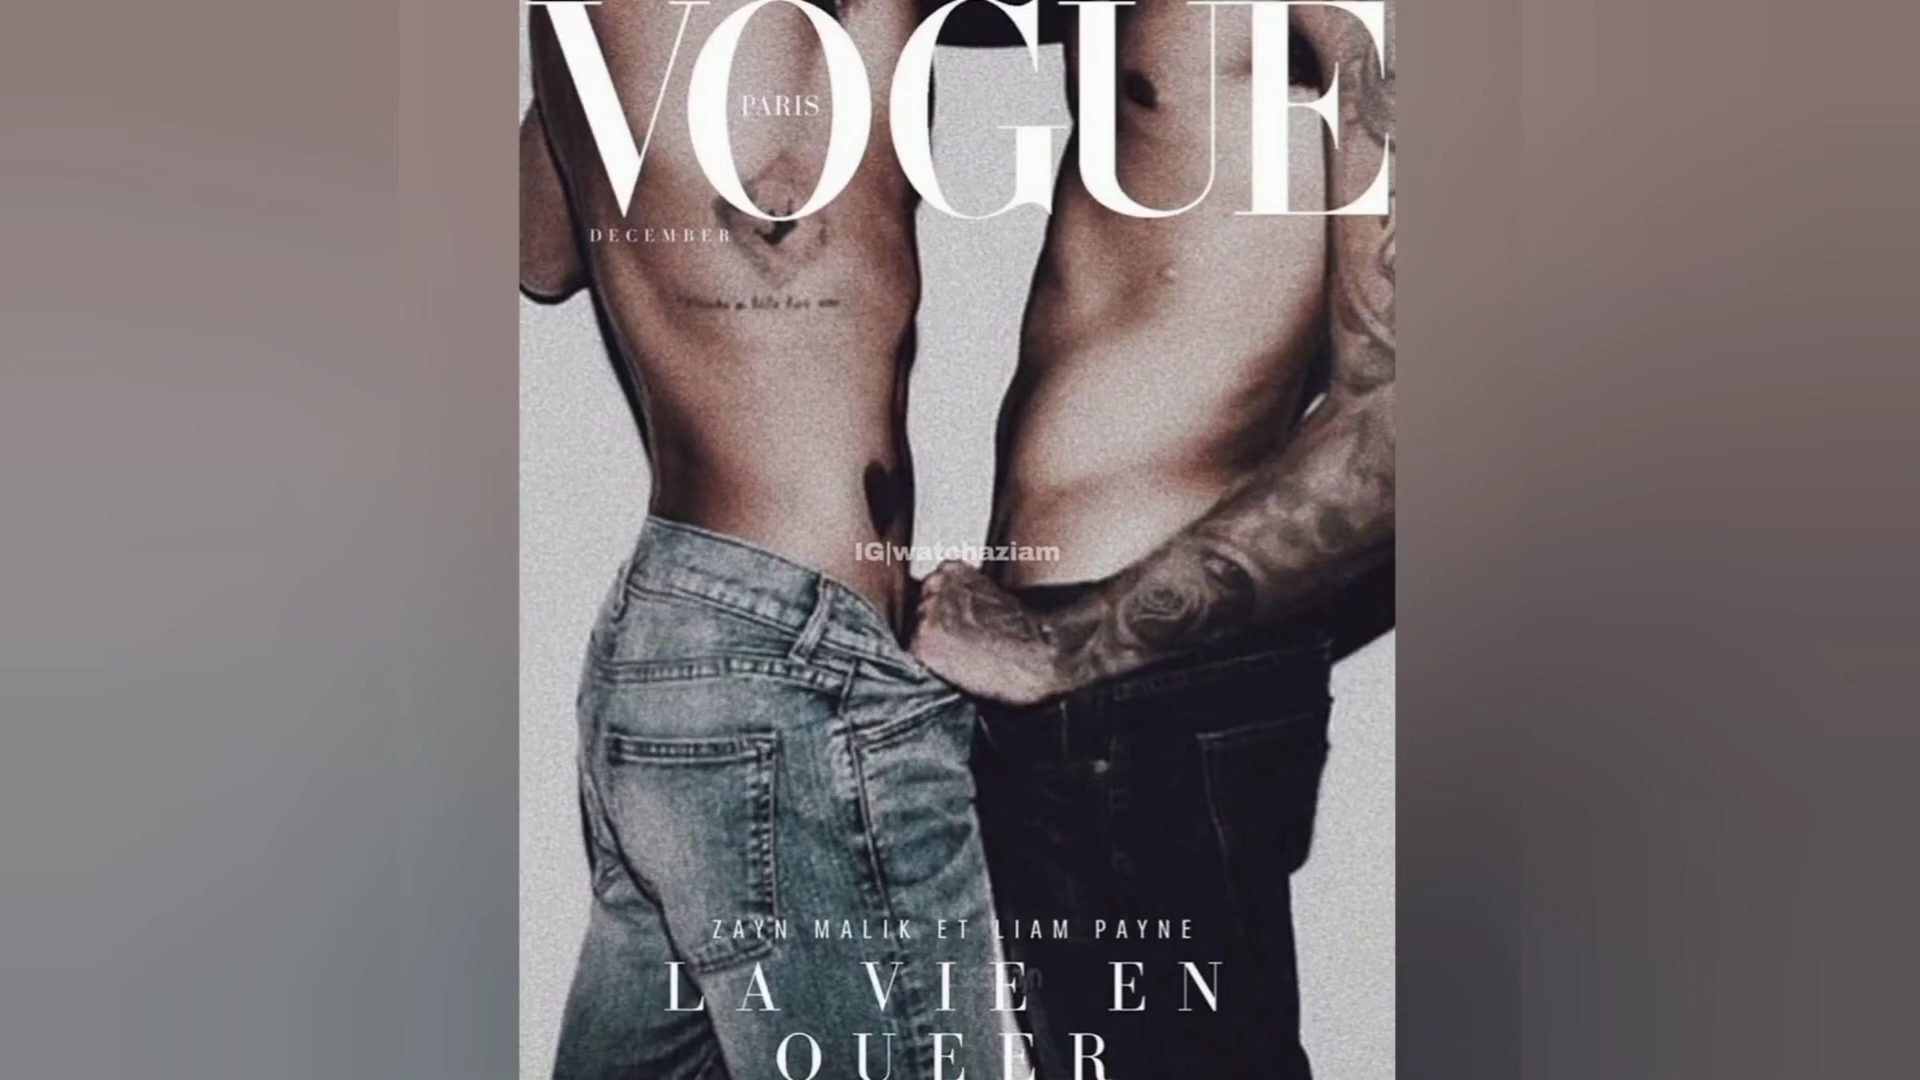 VOGUE
PARIS
DECEMBER
IG|watchaziam
ZAYN MALIK ET LIAM PAYNE
LA VIE EN
QUEER